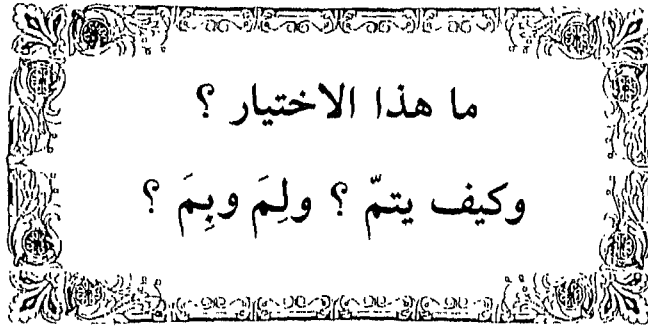 ما هذا الاختيار ؟
وكيف يتمّ ؟ ولِمَ وبِمَ ؟